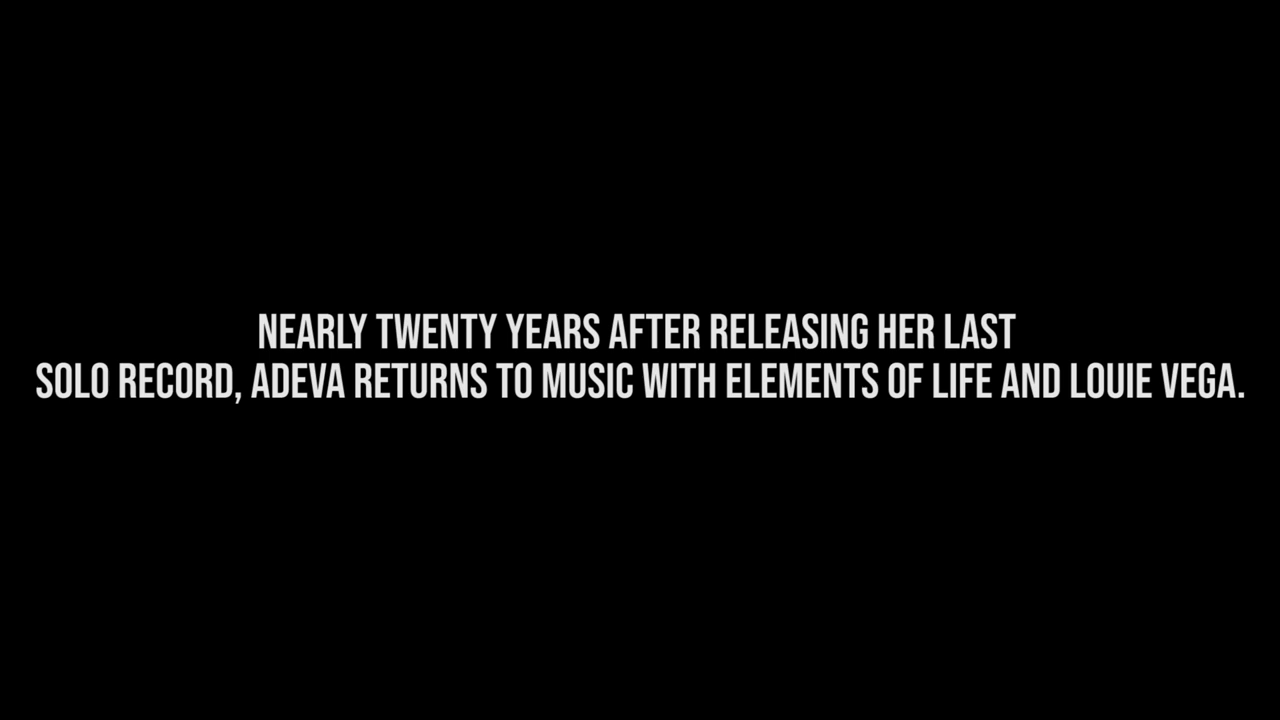 NEARLY TWENTY YEARS AFTER RELEASING HER LAST
SOLO RECORD, ADEVA RETURNS TO MUSIC WITH ELEMENTS OF LIFE AND LOUIE VEGA.